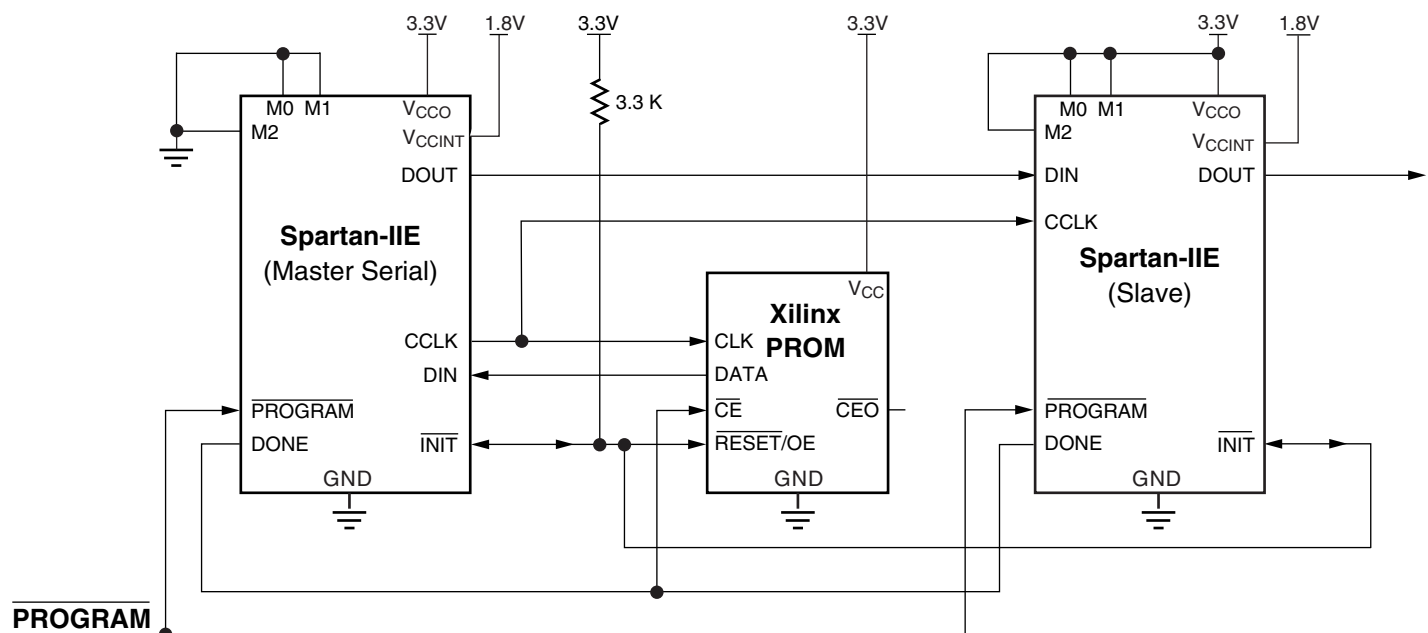 3.3V 1.8V 3.3V 3.3V 3.3V 1.8V
M0 M1 VCCO
M2
VCCINT
DOUT
Spartan-IIE
(Master Serial)
CCLK
DIN
PROGRAM
DONE
INIT
GND
3.3 K
VCC
Xilinx
PROM
CLK
DATA
CE
CEO
RESET/OE
GND
M0 M1
VCCO
M2
VCCINT
DIN
DOUT
CCLK
Spartan-IIE
(Slave)
PROGRAM
DONE
INIT
GND
PROGRAM